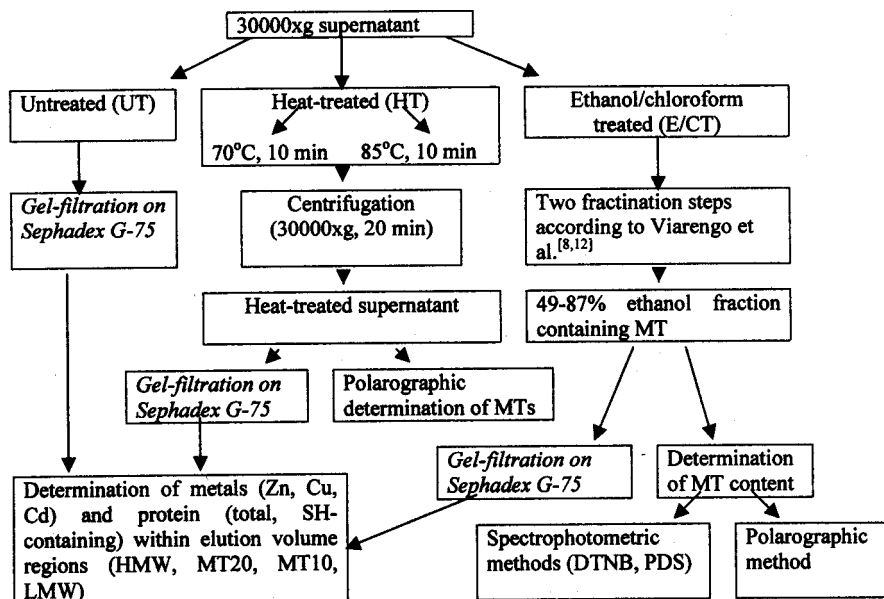 30000xg supernatant
Untreated (UT)
Heat-treated (HT)
70°C, 10 min 85°C, 10 min
Ethanol/chloroform
treated (E/CT)
Gel-filtration on
Sephadex G-75
Centrifugation
(30000xg, 20 min)
Two fractination steps
according to Viarengo et
al.[8,12]
Heat-treated supernatant
49-87% ethanol fraction
containing MT
Gel-filtration on
Sephadex G-75
Polarographic
determination of MTs
Gel-filtration on
Sephadex G-75
Determination
of MT content
Determination of metals (Zn, Cu,
Cd) and protein (total, SH-
containing) within elution volume
regions (HMW, MT20, MT10,
LMW)
Spectrophotometric
methods (DTNB, PDS)
Polarographic
method